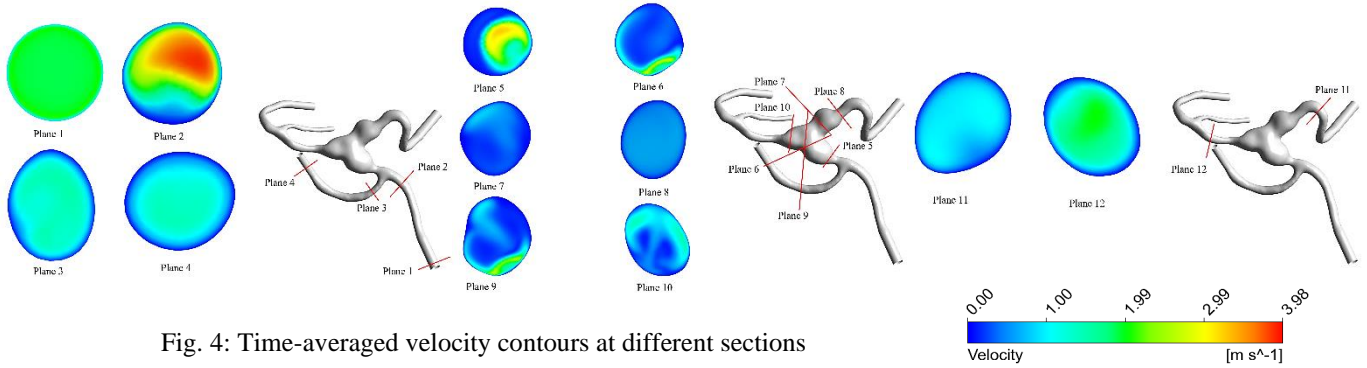 Plane 1
Plane 2
Plane 3
Plane 4
Plane 4
Plane 3
Plane 2
Plane 1
Plane 5
Plane 6
Plane 7
Plane 8
Plane 9
Plane 10
Plane 7
Plane 8
Plane 10
Plane 5
Plane 6
Plane 9
Plane 11
Plane 12
Plane 11
Plane 12
0.00
1.00
1.99
2.99
3.98
Velocity [m s^-1]
Fig. 4: Time-averaged velocity contours at different sections